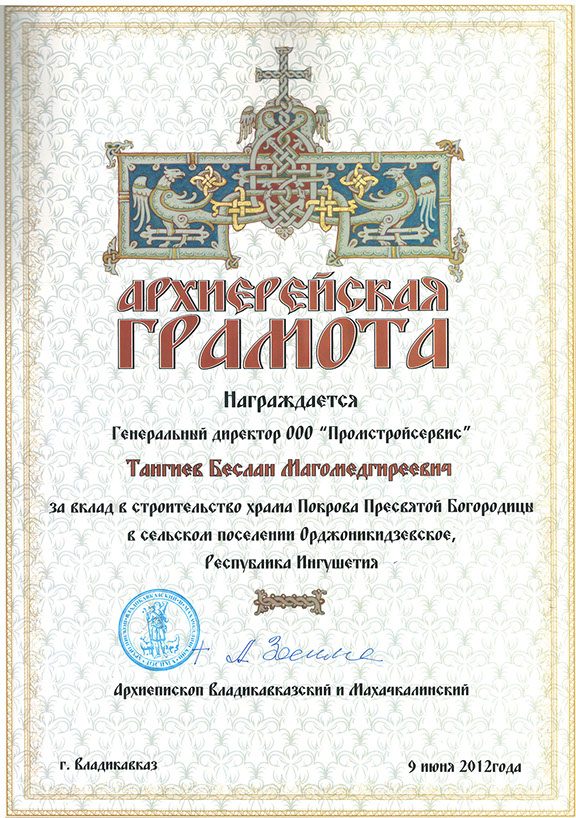 АРХИЕРЕЙСКАЯ
ГРАМОТА
Награждается
Генеральный директор ООО "Промстройсервис"
Тангиев Беслан Магомедгиреевич
за вклад в строительство храма Покрова Пресвятой Богородицы
в сельском поселении Орджоникидзевское,
Республика Ингушетия
+ А Зосима
Архиепископ Владикавказский и Махачкалинский
г. Владикавказ
9 июня 2012года